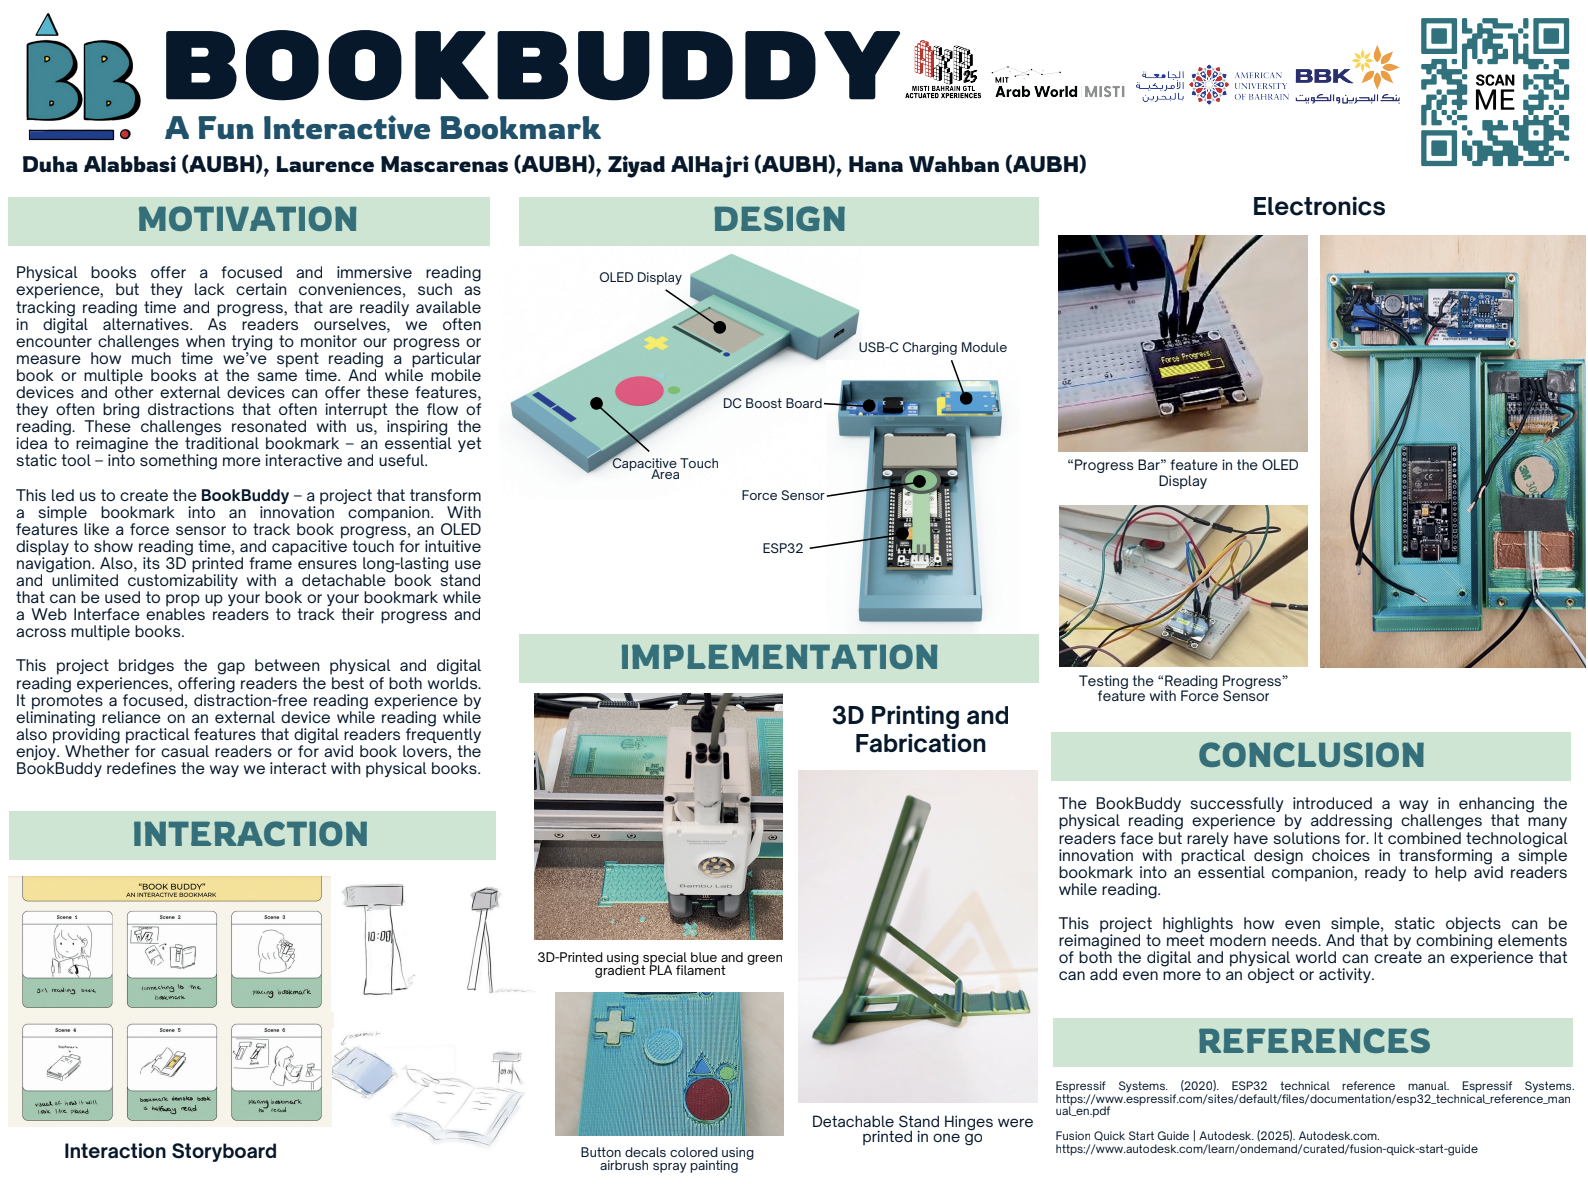 BB
BOOKBUDDY
A Fun Interactive Bookmark
Duha Alabbasi (AUBH), Laurence Mascarenas (AUBH), Ziyad AlHajri (AUBH), Hana Wahban (AUBH)
25
MISTI BAHRAIN GTL
ACTUATED XPERIENCES
MIT
Arab World | MISTI
الجامعة
الأمريكية
بالبحرين
AMERICAN
UNIVERSITY
OF BAHRAIN
BBK
بنك البحرين والكويت
SCAN
ME
MOTIVATION
Physical books offer a focused and immersive reading
experience, but they lack certain conveniences, such as
tracking reading time and progress, that are readily available
in digital alternatives. As readers ourselves, we often
encounter challenges when trying to monitor our progress or
measure how much time we've spent reading a particular
book or multiple books at the same time. And while mobile
devices and other external devices can offer these features,
they often bring distractions that often interrupt the flow of
reading. These challenges resonated with us, inspiring the
idea to reimagine the traditional bookmark – an essential yet
static tool – into something more interactive and useful.
This led us to create the BookBuddy – a project that transform
a simple bookmark into an innovation companion. With
features like a force sensor to track book progress, an OLED
display to show reading time, and capacitive touch for intuitive
navigation. Also, its 3D printed frame ensures long-lasting use
and unlimited customizability with a detachable book stand
that can be used to prop up your book or your bookmark while
a Web Interface enables readers to track their progress and
across multiple books.
This project bridges the gap between physical and digital
reading experiences, offering readers the best of both worlds.
It promotes a focused, distraction-free reading experience by
eliminating reliance on an external device while reading while
also providing practical features that digital readers frequently
enjoy. Whether for casual readers or for avid book lovers, the
BookBuddy redefines the way we interact with physical books.
INTERACTION
"BOOK BUDDY"
AN INTERACTIVE BOOKMARK
Scene 1
Scene 2
Scene 3
girl reading book
connecting to the
bookmark
placing bookmark
Scene 4
Scene 5
Scene 6
visual of how it will
look like placed
bookmark denotes book
is halfway read
placing bookmark
to read
10:00
Interaction Storyboard
DESIGN
OLED Display
Capacitive Touch
Area
USB-C Charging Module
DC Boost Board
Force Sensor
ESP32
IMPLEMENTATION
Bambu Lab
3D-Printed using special blue and green
gradient PLA filament
Button decals colored using
airbrush spray painting
3D Printing and
Fabrication
Detachable Stand Hinges were
printed in one go
Electronics
Force Progress:
"Progress Bar" feature in the OLED
Display
Testing the "Reading Progress"
feature with Force Sensor
3M
CONCLUSION
The BookBuddy successfully introduced a way in enhancing the
physical reading experience by addressing challenges that many
readers face but rarely have solutions for. It combined technological
innovation with practical design choices in transforming a simple
bookmark into an essential companion, ready to help avid readers
while reading.
This project highlights how even simple, static objects can be
reimagined to meet modern needs. And that by combining elements
of both the digital and physical world can create an experience that
can add even more to an object or activity.
REFERENCES
Espressif Systems. (2020). ESP32 technical reference manual. Espressif Systems.
https://www.espressif.com/sites/default/files/documentation/esp32_technical_reference_man
ual_en.pdf
Fusion Quick Start Guide | Autodesk. (2025). Autodesk.com.
https://www.autodesk.com/learn/ondemand/curated/fusion-quick-start-guide